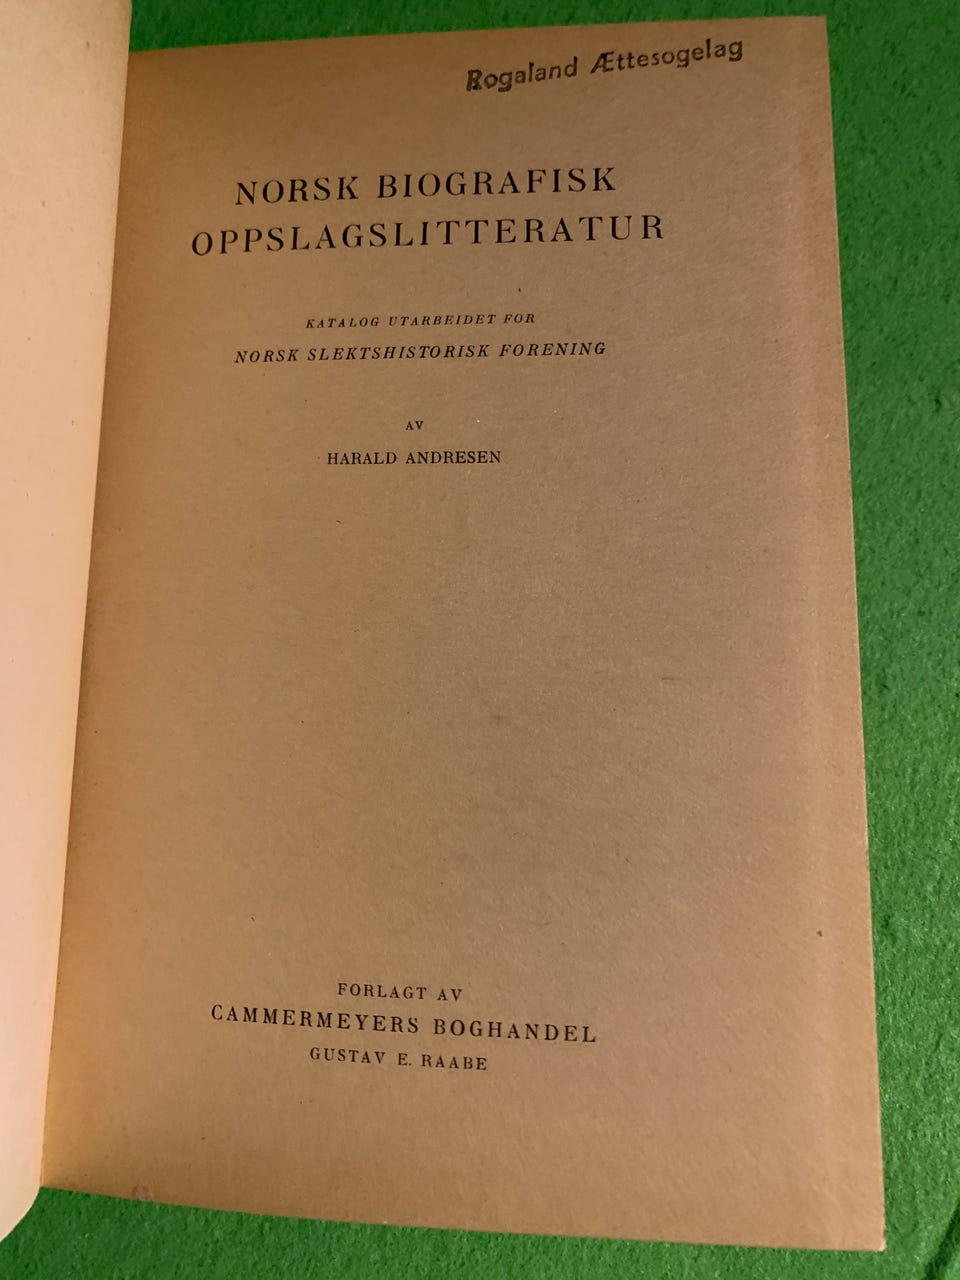 Rogaland Ættesogelag
NORSK BIOGRAFISK
OPPSLAGSLITTERATUR
KATALOG UTARBEIDET FOR
NORSK SLEKTSHISTORISK FORENING
AV
HARALD ANDRESEN
FORLAGT AV
CAMMERMEYERS BOGHANDEL
GUSTAV E. RAABE